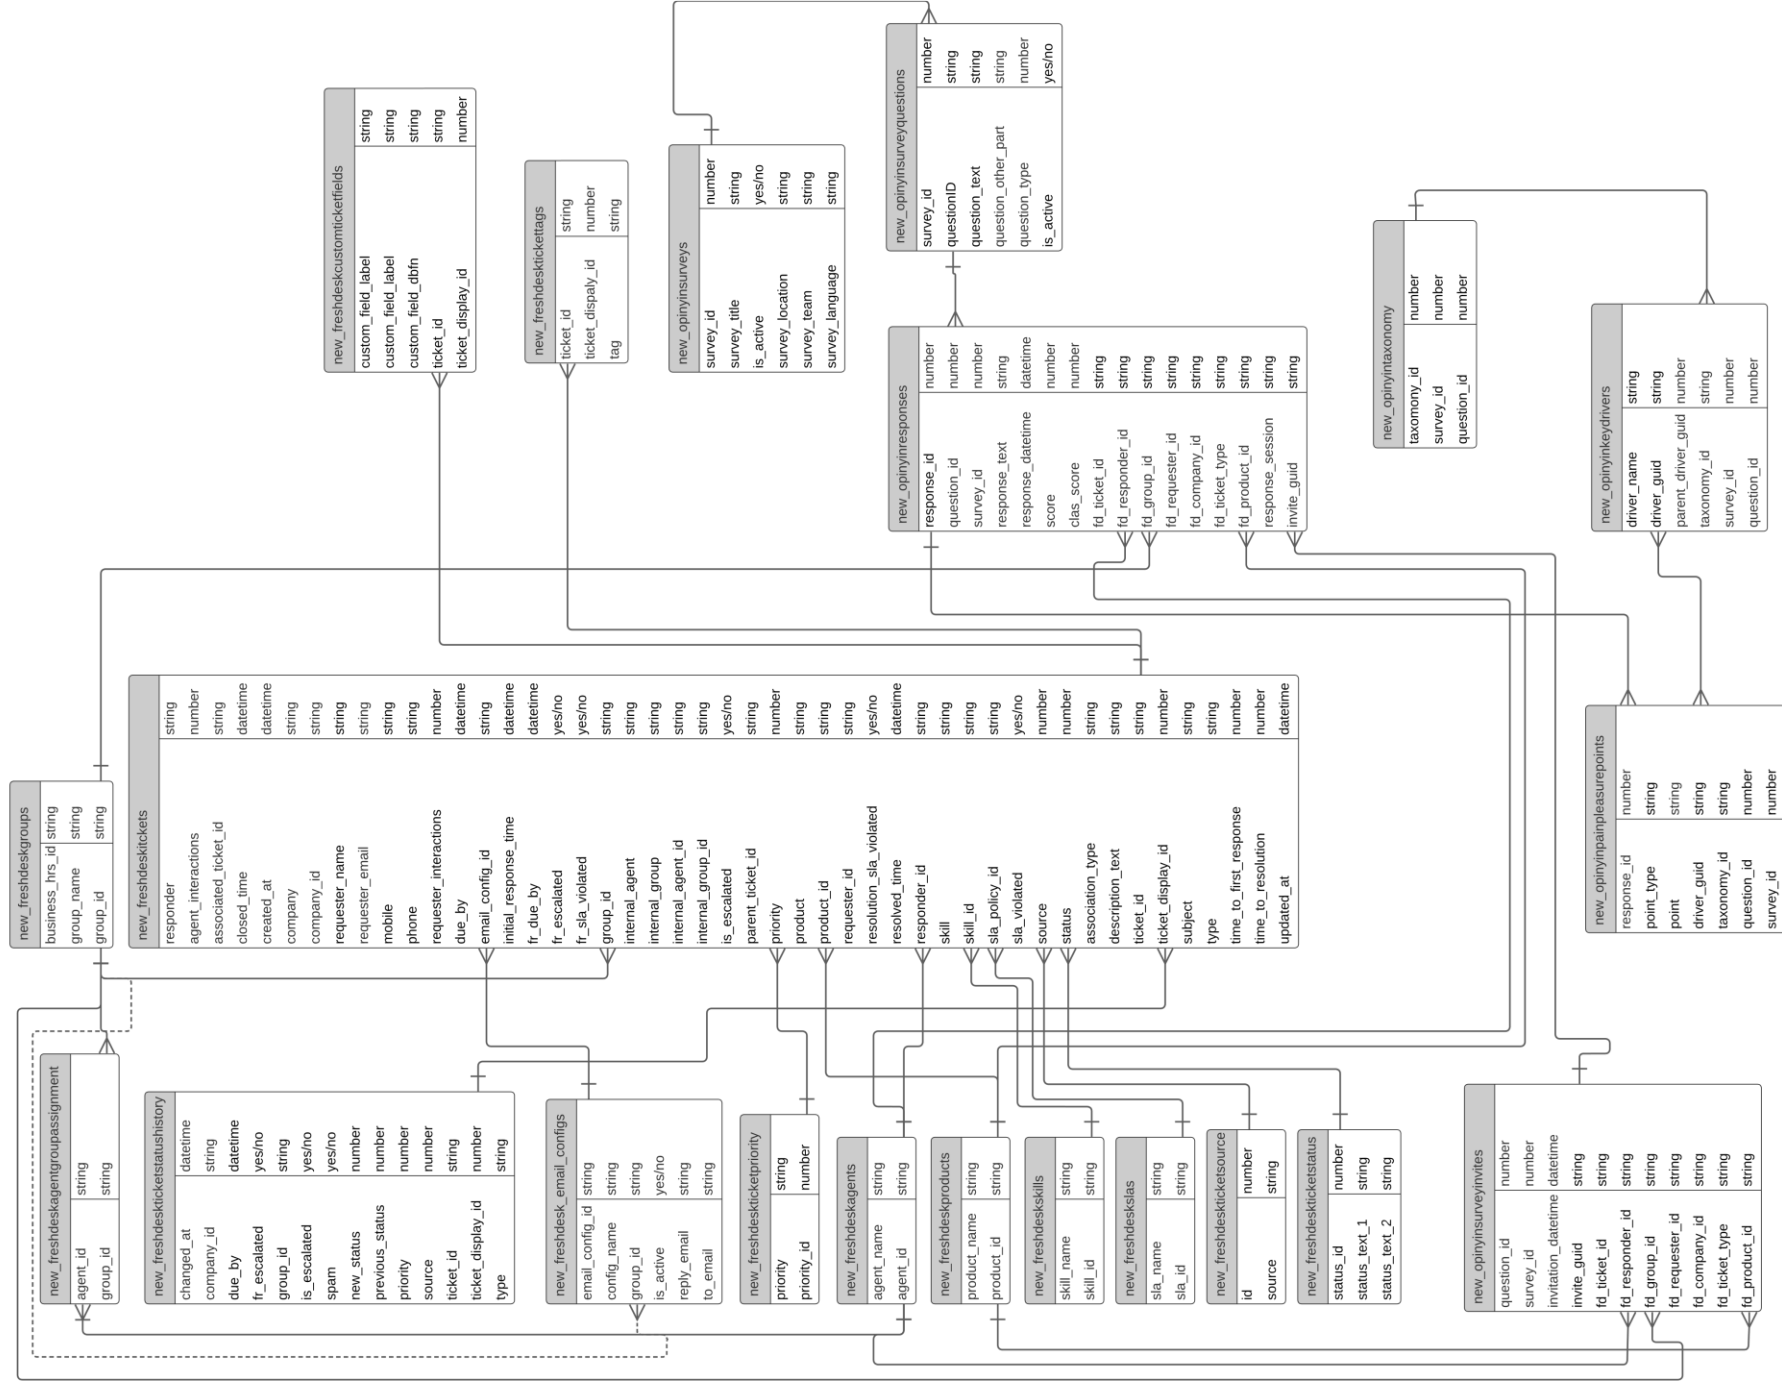 new_freshdeskcustomticketfields
custom_field_label string
custom_field_label string
custom_field_dbfn string
ticket_id string
ticket_display_id number
new_freshdesktickettags
ticket_id string
ticket_dispaly_id number
tag string
new_opinyinsurveys
survey_id number
survey_title string
is_active yes/no
survey_location string
survey_team string
survey_language string
new_opinyinsurveyquestions
survey_id number
questionID string
question_text string
question_other_part string
question_type number
is_active yes/no
new_opinyinresponses
response_id number
question_id number
survey_id number
response_text string
response_datetime datetime
score number
clas_score number
fd_ticket_id string
fd_responder_id string
fd_group_id string
fd_requester_id string
fd_company_id string
fd_ticket_type string
fd_product_id string
response_session string
invite_guid string
new_opinyintaxonomy
taxomony_id number
survey_id number
question_id number
new_opinyinkeydrivers
driver_name string
driver_guid string
parent_driver_guid number
taxonomy_id string
survey_id number
question_id number
new_freshdeskgroups
business_hrs_id string
group_name string
group_id string
new_freshdeskitckets
responder string
agent_interactions number
associated_ticket_id string
closed_time datetime
created_at datetime
company string
company_id string
requester_name string
requester_email string
mobile string
phone string
requester_interactions number
due_by datetime
email_config_id string
initial_response_time datetime
fr_due_by datetime
fr_escalated yes/no
fr_sla_violated yes/no
group_id string
internal_agent string
internal_group string
internal_agent_id string
internal_group_id string
is_escalated yes/no
parent_ticket_id string
priority number
product string
product_id string
requester_id string
resolution_sla_violated yes/no
resolved_time datetime
responder_id string
skill string
skill_id string
sla_policy_id string
sla_violated yes/no
source number
status number
association_type string
description_text string
ticket_id string
ticket_display_id number
subject string
type string
time_to_first_response number
time_to_resolution number
updated_at datetime
new_opinyinpainpleasurepoints
response_id number
point_type string
point string
driver_guid string
taxonomy_id string
question_id number
survey_id number
new_freshdeskagentgroupassignment
agent_id string
group_id string
new_freshdeskticketstatushistory
changed_at datetime
company_id string
due_by datetime
fr_escalated yes/no
group_id string
is_escalated yes/no
spam yes/no
new_status number
previous_status number
priority number
source number
ticket_id string
ticket_display_id number
type string
new_freshdesk_email_configs
email_config_id string
config_name string
group_id string
is_active yes/no
reply_email string
to_email string
new_freshdeskticketpriority
priority string
priority_id number
new_freshdeskagents
agent_name string
agent_id string
new_freshdeskproducts
product_name string
product_id string
new_freshdeskskills
skill_name string
skill_id string
new_freshdeskslas
sla_name string
sla_id string
new_freshdeskticketsource
id number
source string
new_freshdeskticketstatus
status_id number
status_text_1 string
status_text_2 string
new_opinyinsurveyinvites
question_id number
survey_id number
invitation_datetime datetime
invite_guid string
fd_ticket_id string
fd_responder_id string
fd_group_id string
fd_requester_id string
fd_company_id string
fd_ticket_type string
fd_product_id string